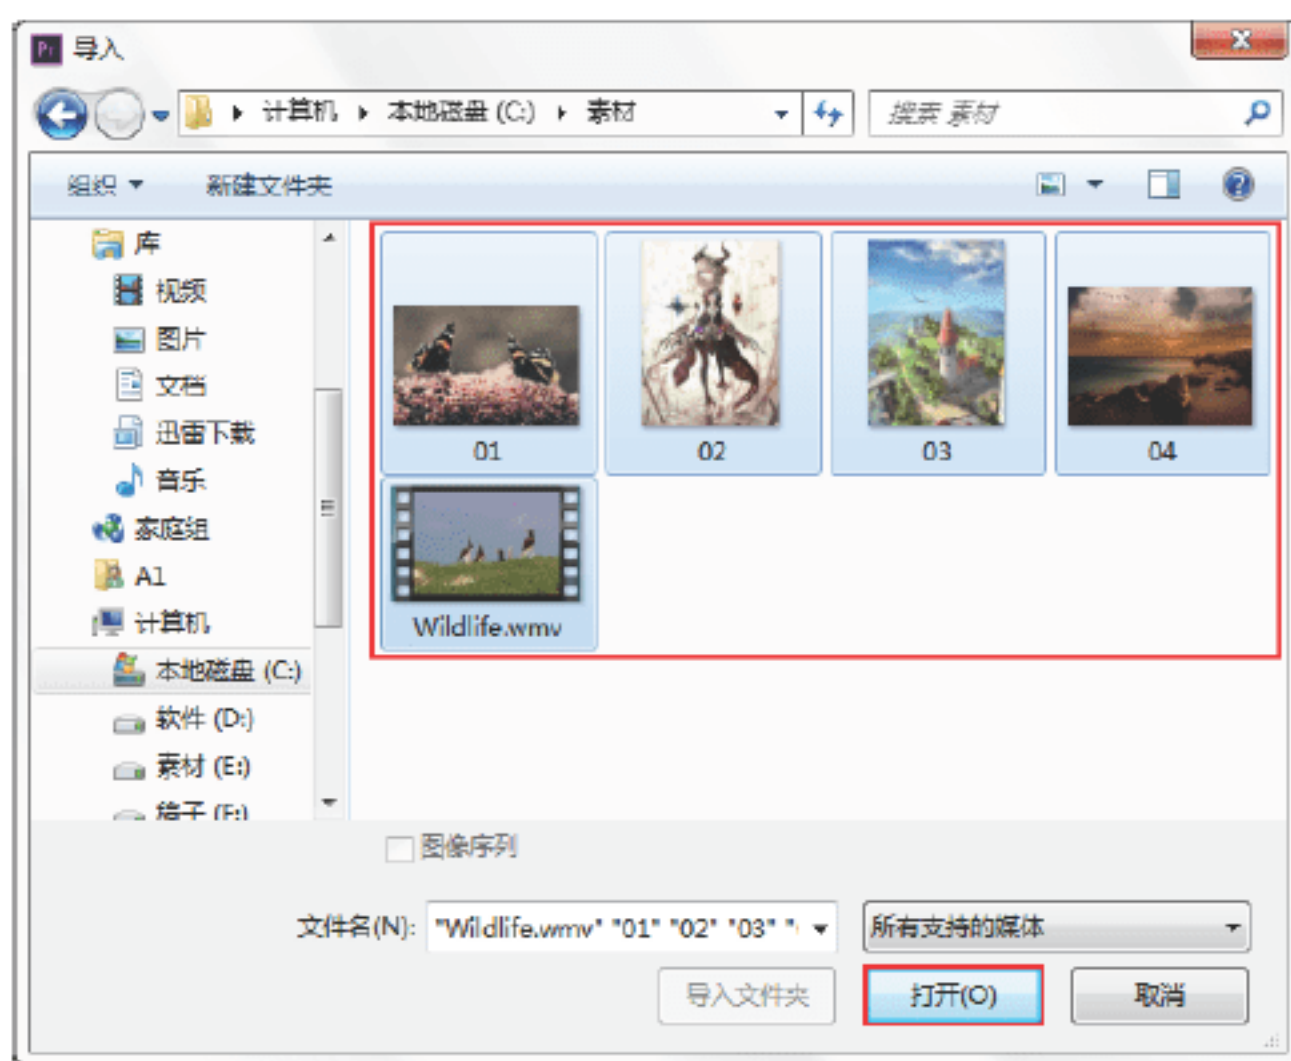 Pr 导入
计算机 本地磁盘 (C:) 素材
搜索 素材
组织 新建文件夹
库
视频
图片
文档
迅雷下载
音乐
家庭组
A1
计算机
本地磁盘 (C:)
软件 (D:)
素材 (E:)
稿子 (F:)
01 02 03 04
Wildlife.wmv
图像序列
文件名(N): "Wildlife.wmv" "01" "02" "03" "
所有支持的媒体
导入文件夹 打开(O) 取消